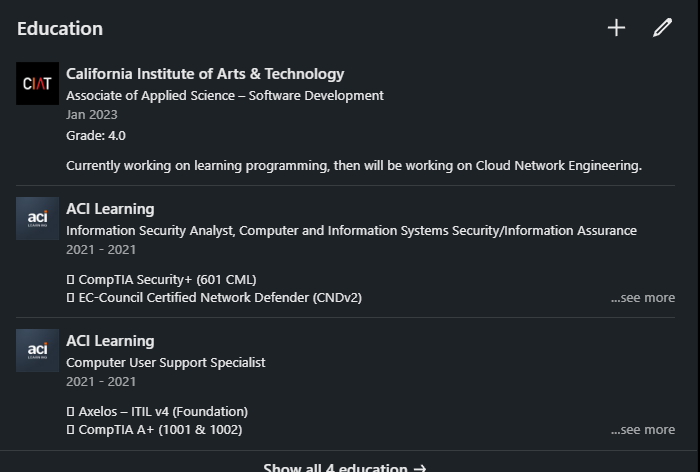 Education
CIAT
California Institute of Arts & Technology
Associate of Applied Science – Software Development
Jan 2023
Grade: 4.0
Currently working on learning programming, then will be working on Cloud Network Engineering.
aci
LEARNING
ACI Learning
Information Security Analyst, Computer and Information Systems Security/Information Assurance
2021 - 2021
▯ CompTIA Security+ (601 CML)
▯ EC-Council Certified Network Defender (CNDv2)
...see more
aci
LEARNING
ACI Learning
Computer User Support Specialist
2021 - 2021
▯ Axelos – ITIL v4 (Foundation)
▯ CompTIA A+ (1001 & 1002)
...see more
Show all 4 education →